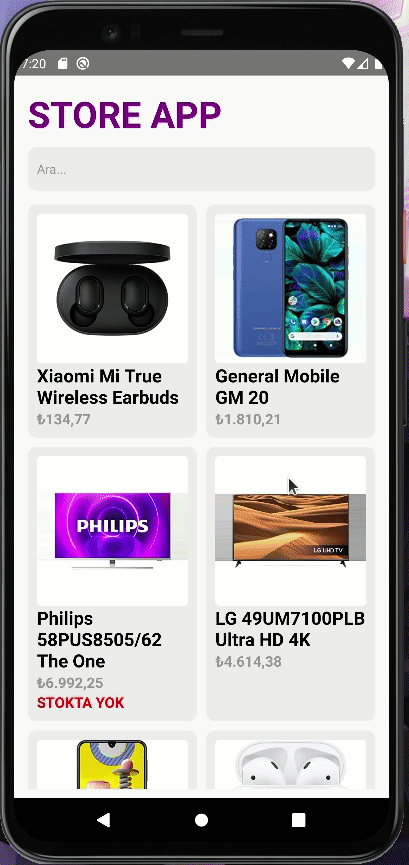 7:20
STORE APP
Ara...
Xiaomi Mi True
Wireless Earbuds
₺134,77
General Mobile
GM 20
₺1.810,21
PHILIPS
LG UHD TV
Philips
58PUS8505/62
The One
₺6.992,25
STOKTA YOK
LG 49UM7100PLB
Ultra HD 4K
₺4.614,38